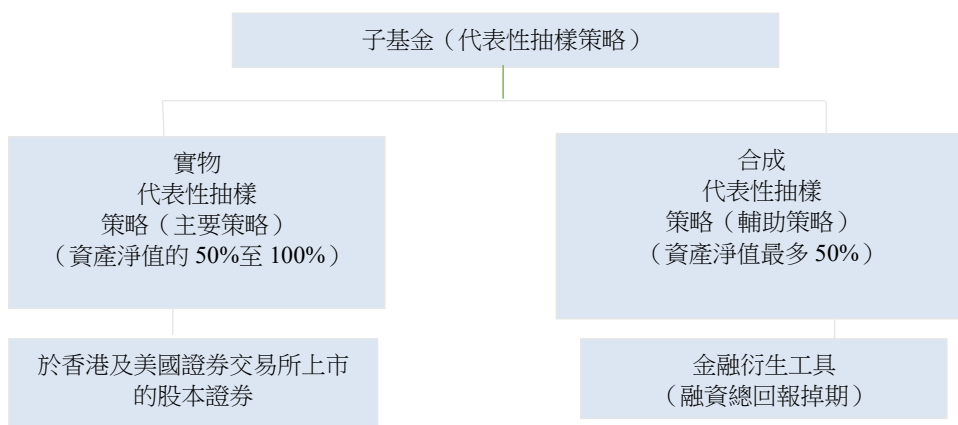 子基金（代表性抽樣策略）
實物
代表性抽樣
策略（主要策略）
（資產淨值的 50%至 100%）
合成
代表性抽樣
策略（輔助策略）
（資產淨值最多 50%）
於香港及美國證券交易所上市
的股本證券
金融衍生工具
（融資總回報掉期）